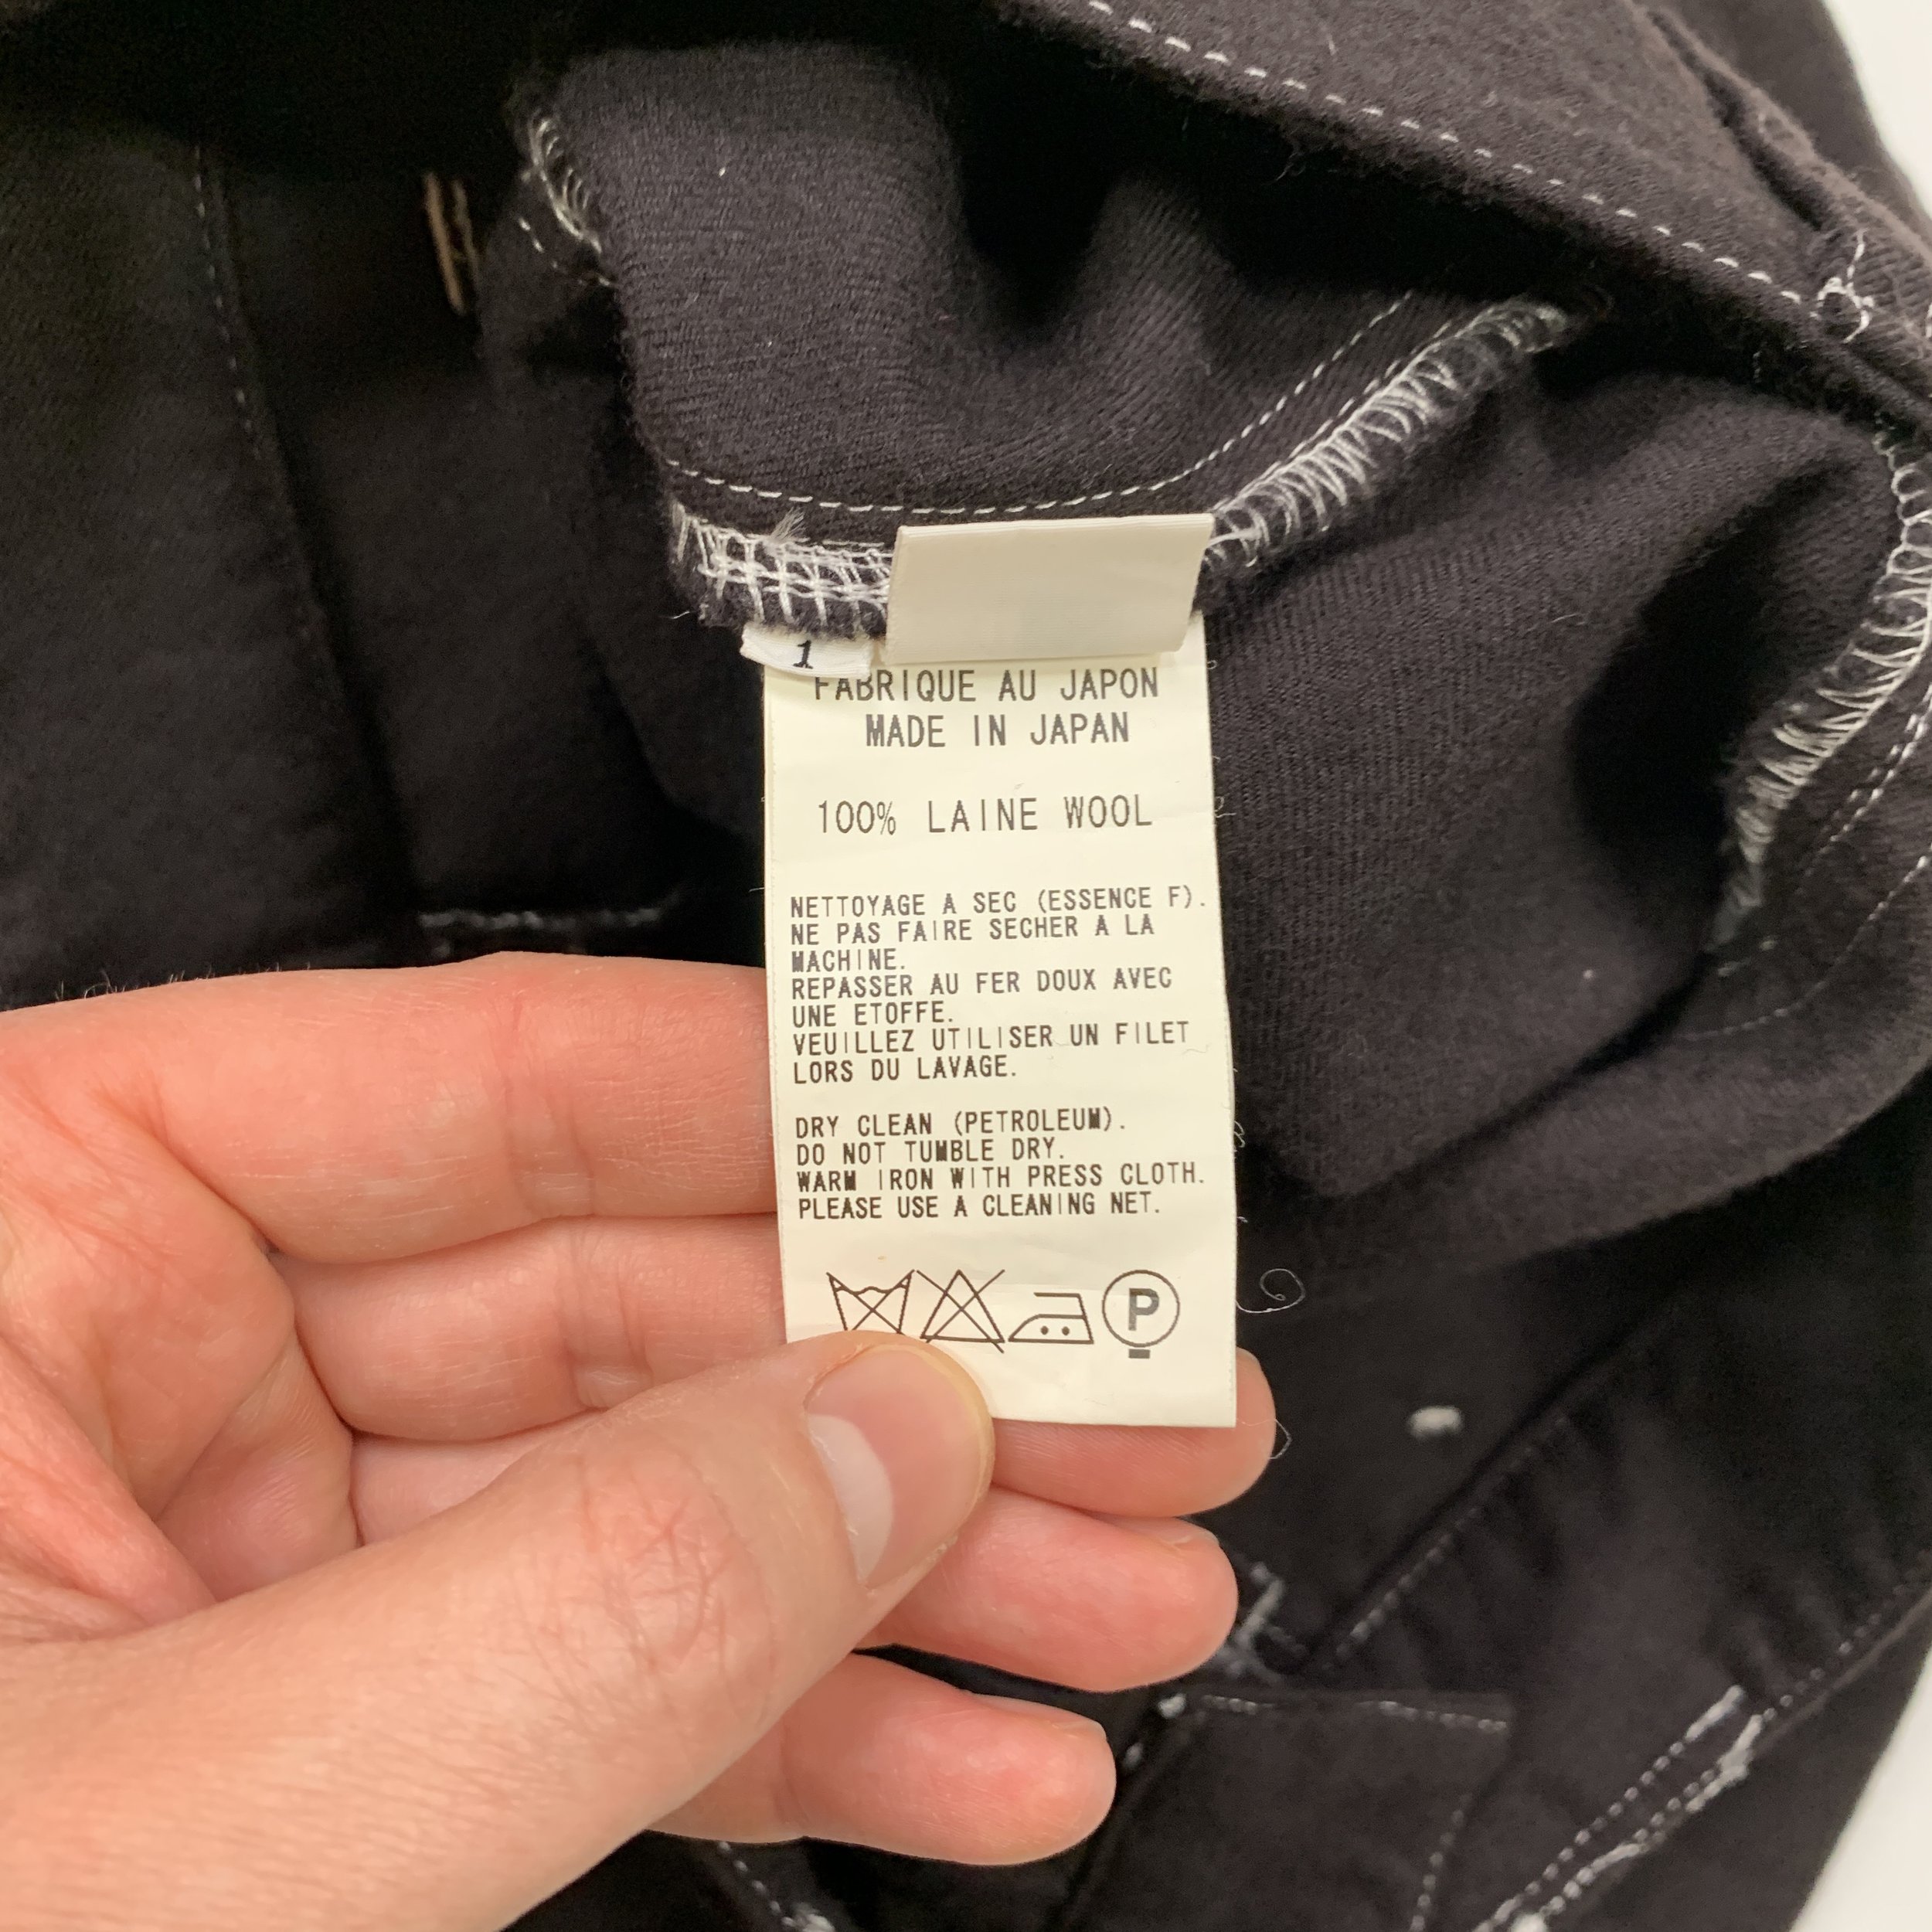 1
FABRIQUE AU JAPON
MADE IN JAPAN
100% LAINE WOOL
NETTOYAGE A SEC (ESSENCE F).
NE PAS FAIRE SECHER A LA
MACHINE.
REPASSER AU FER DOUX AVEC
UNE ETOFFE.
VEUILLEZ UTILISER UN FILET
LORS DU LAVAGE.
DRY CLEAN (PETROLEUM).
DO NOT TUMBLE DRY.
WARM IRON WITH PRESS CLOTH.
PLEASE USE A CLEANING NET.
P